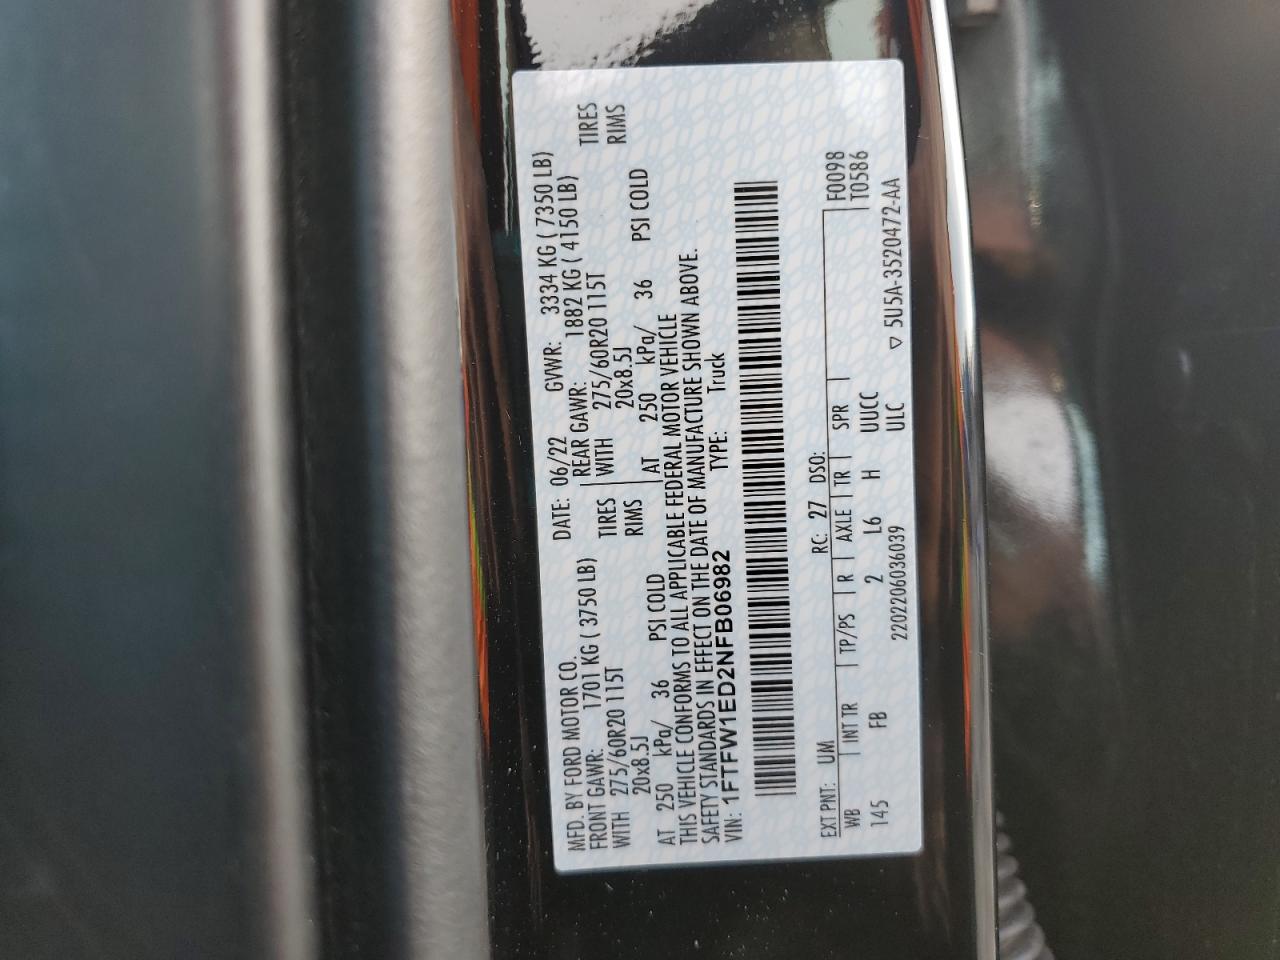 MFD. BY FORD MOTOR CO. DATE: 06/22 GVWR: 3334 KG ( 7350 LB)
FRONT GAWR: 1701 KG ( 3750 LB) REAR GAWR: 1882 KG ( 4150 LB)
WITH 275/60R20 115T TIRES WITH 275/60R20 115T TIRES
20x8.5J RIMS 20x8.5J RIMS
AT 250 kPa/ 36 PSI COLD AT 250 kPa/ 36 PSI COLD
THIS VEHICLE CONFORMS TO ALL APPLICABLE FEDERAL MOTOR VEHICLE
SAFETY STANDARDS IN EFFECT ON THE DATE OF MANUFACTURE SHOWN ABOVE.
VIN: 1FTFW1ED2NFB06982 TYPE: Truck
EXT PNT: UM RC: 27 DSO: F0098
WB INT TR TP/PS R AXLE TR SPR T0586
145 FB 2 L6 H UUCC
2202206036039 ULC ▽ 5U5A-3520472-AA